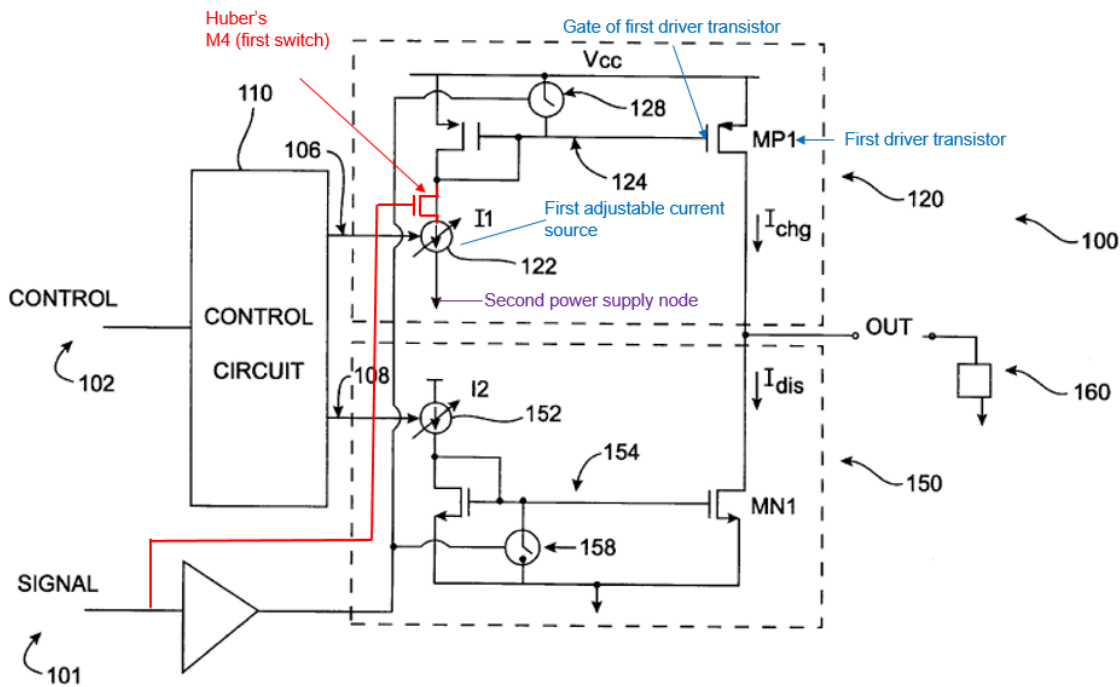 Huber's
M4 (first switch)
Gate of first driver transistor
Vcc
110
128
106
MP1
First driver transistor
124
120
I1
First adjustable current
source
Ichg
100
122
CONTROL
Second power supply node
CONTROL
CIRCUIT
OUT
102
108
I2
Idis
160
152
154
150
MN1
158
SIGNAL
101